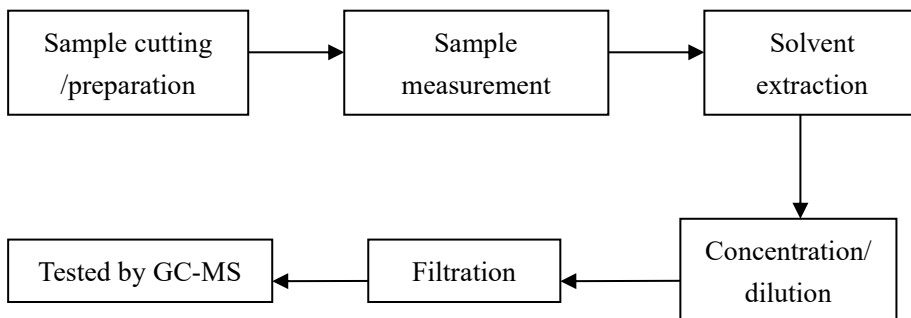 Sample cutting
/preparation
Sample
measurement
Solvent
extraction
Concentration/
dilution
Filtration
Tested by GC-MS